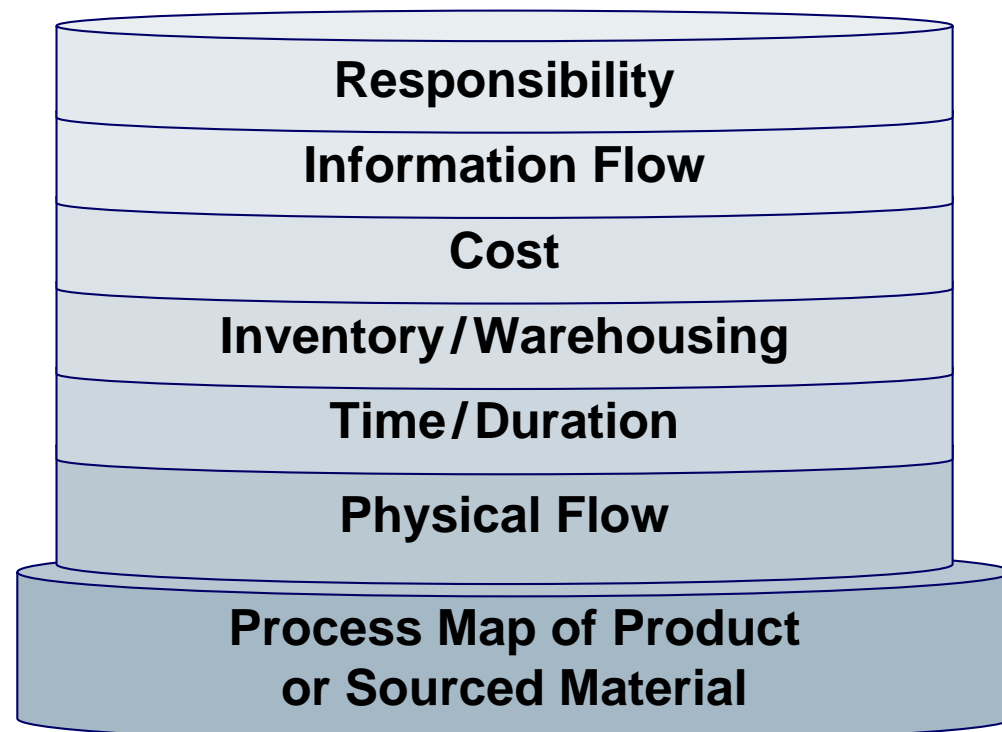 Responsibility
Information Flow
Cost
Inventory/Warehousing
Time/Duration
Physical Flow
Process Map of Product
or Sourced Material